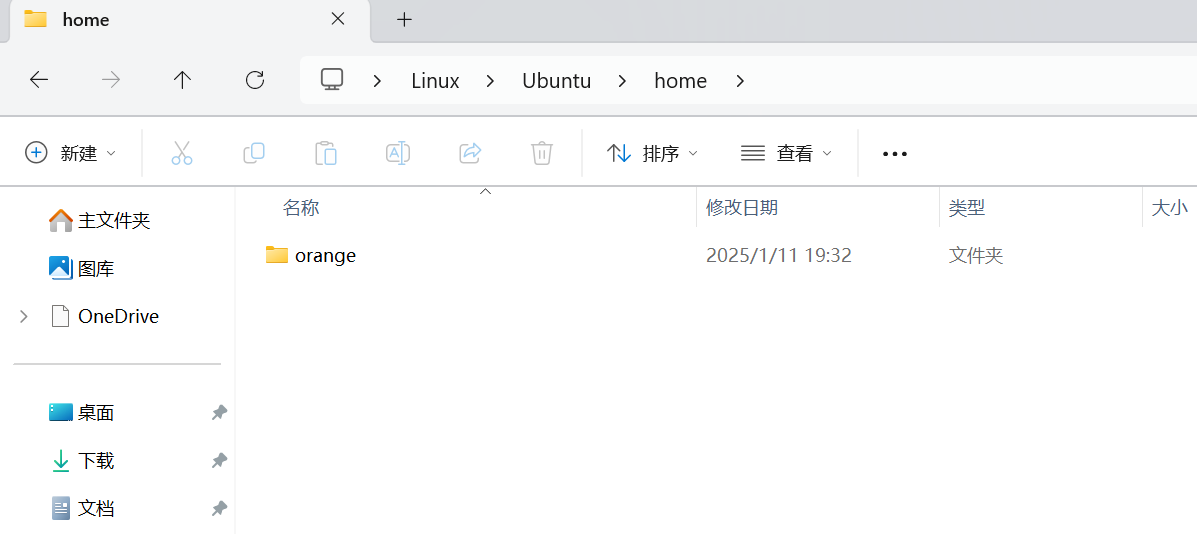 home
Linux > Ubuntu > home >
新建 排序 查看 ...
名称 修改日期 类型 大小
orange 2025/1/11 19:32 文件夹
主文件夹
图库
OneDrive
桌面
下载
文档